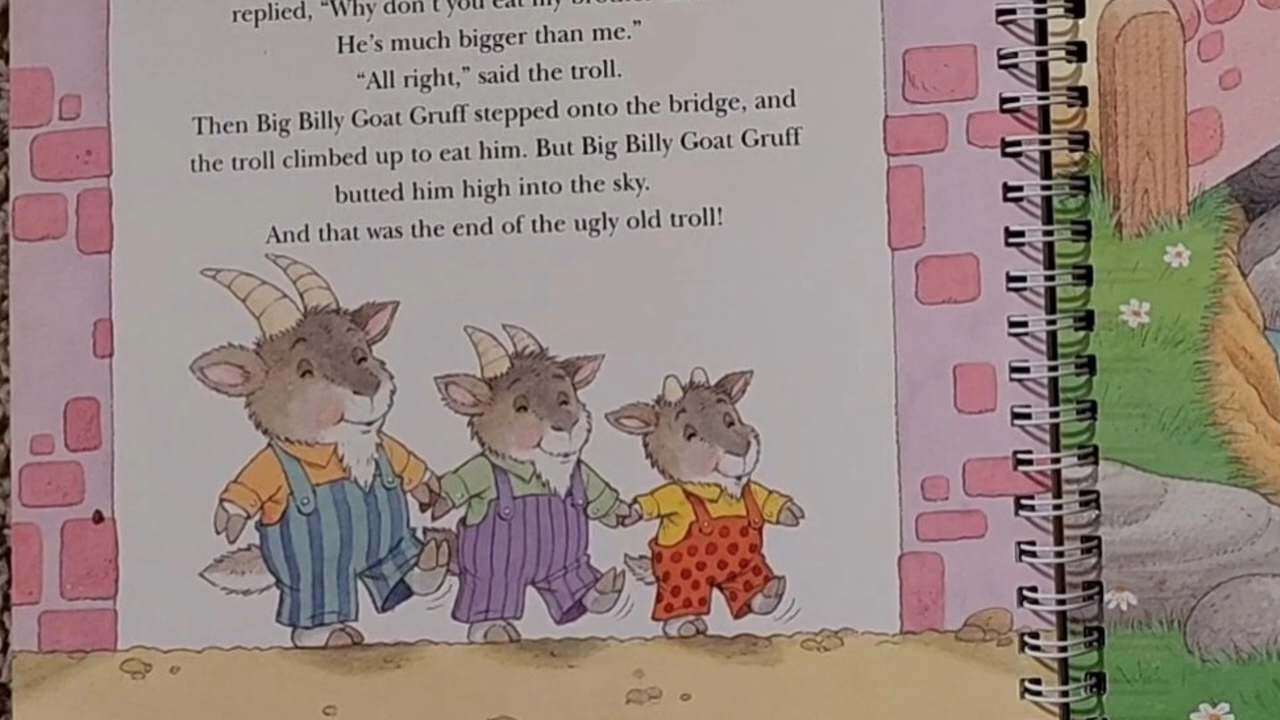 replied, “Why don't you eat my
He's much bigger than me.”
“All right,” said the troll.
Then Big Billy Goat Gruff stepped onto the bridge, and
the troll climbed up to eat him. But Big Billy Goat Gruff
butted him high into the sky.
And that was the end of the ugly old troll!